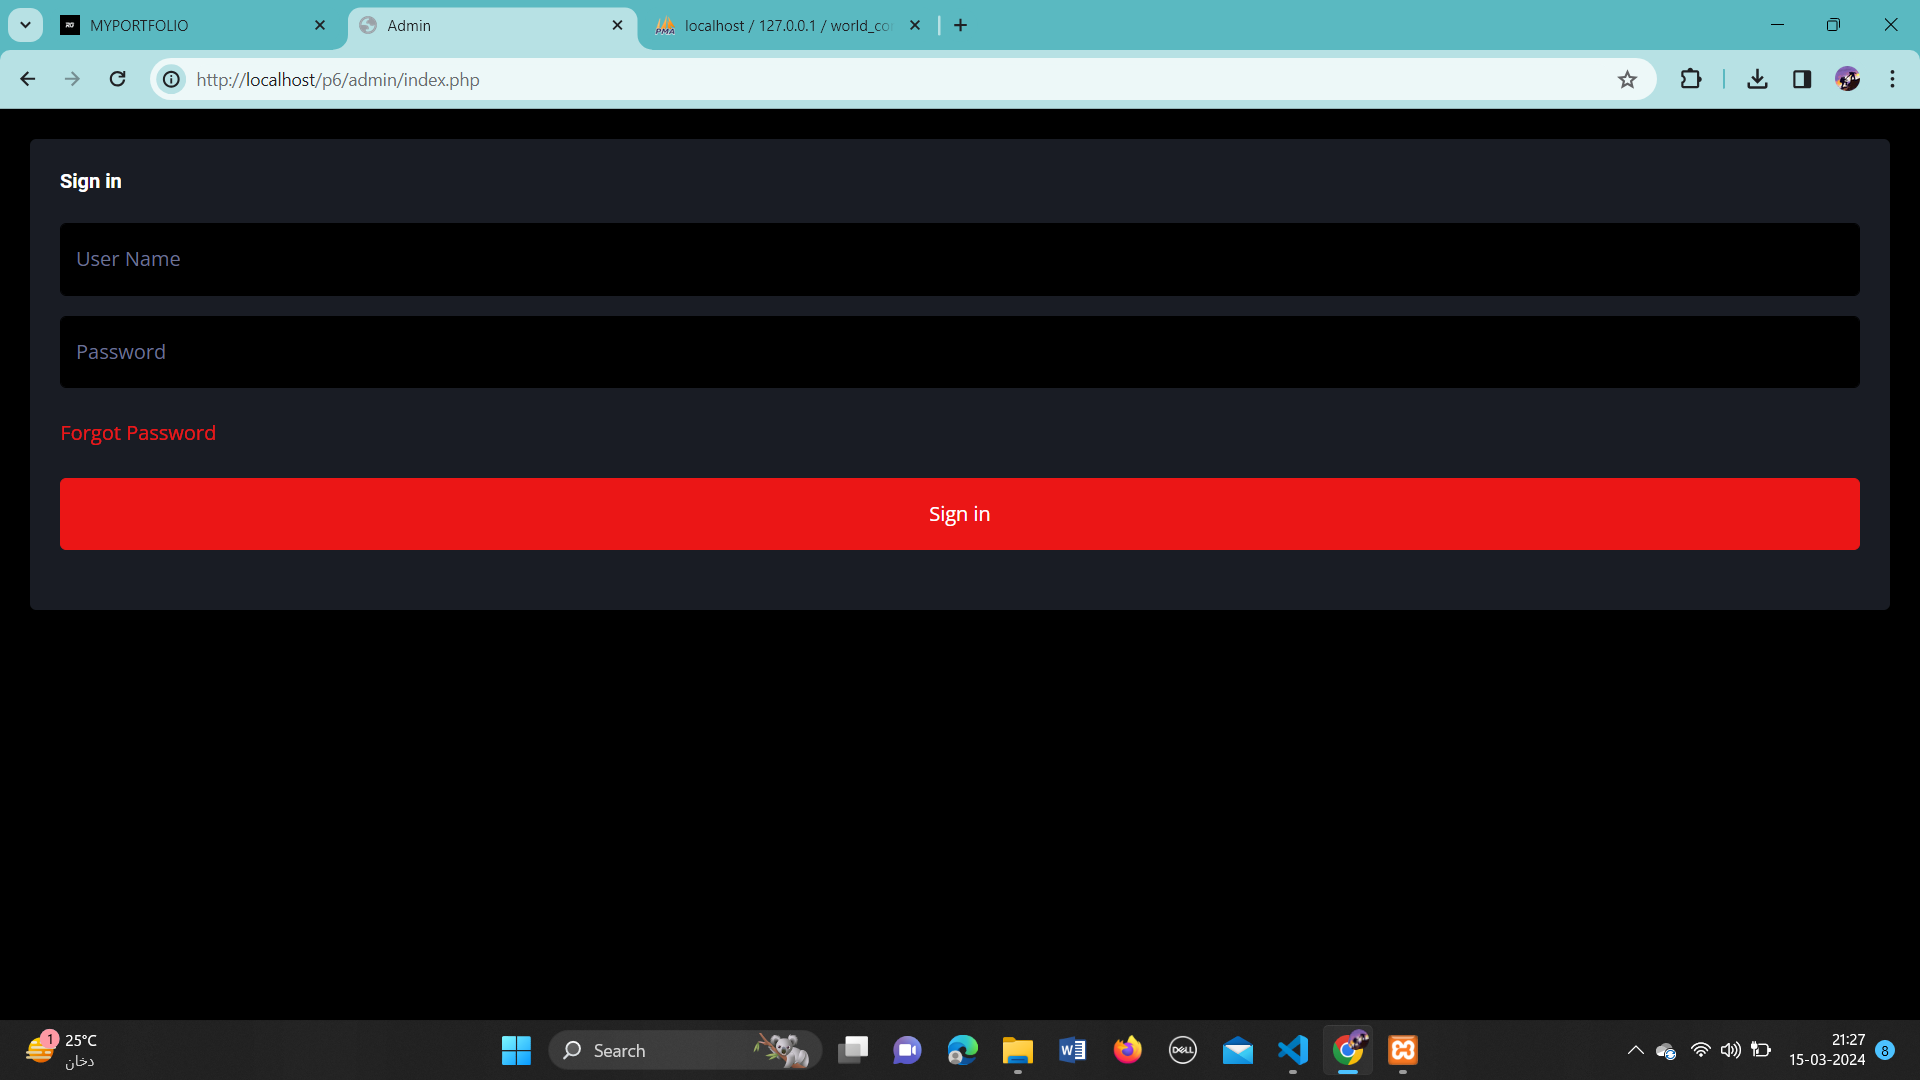 MYPORTFOLIO
Admin
localhost / 127.0.0.1 / world_co
http://localhost/p6/admin/index.php
Sign in
User Name
Password
Forgot Password
Sign in
1
25°C
دخان
Search
DELL
21:27
15-03-2024
8